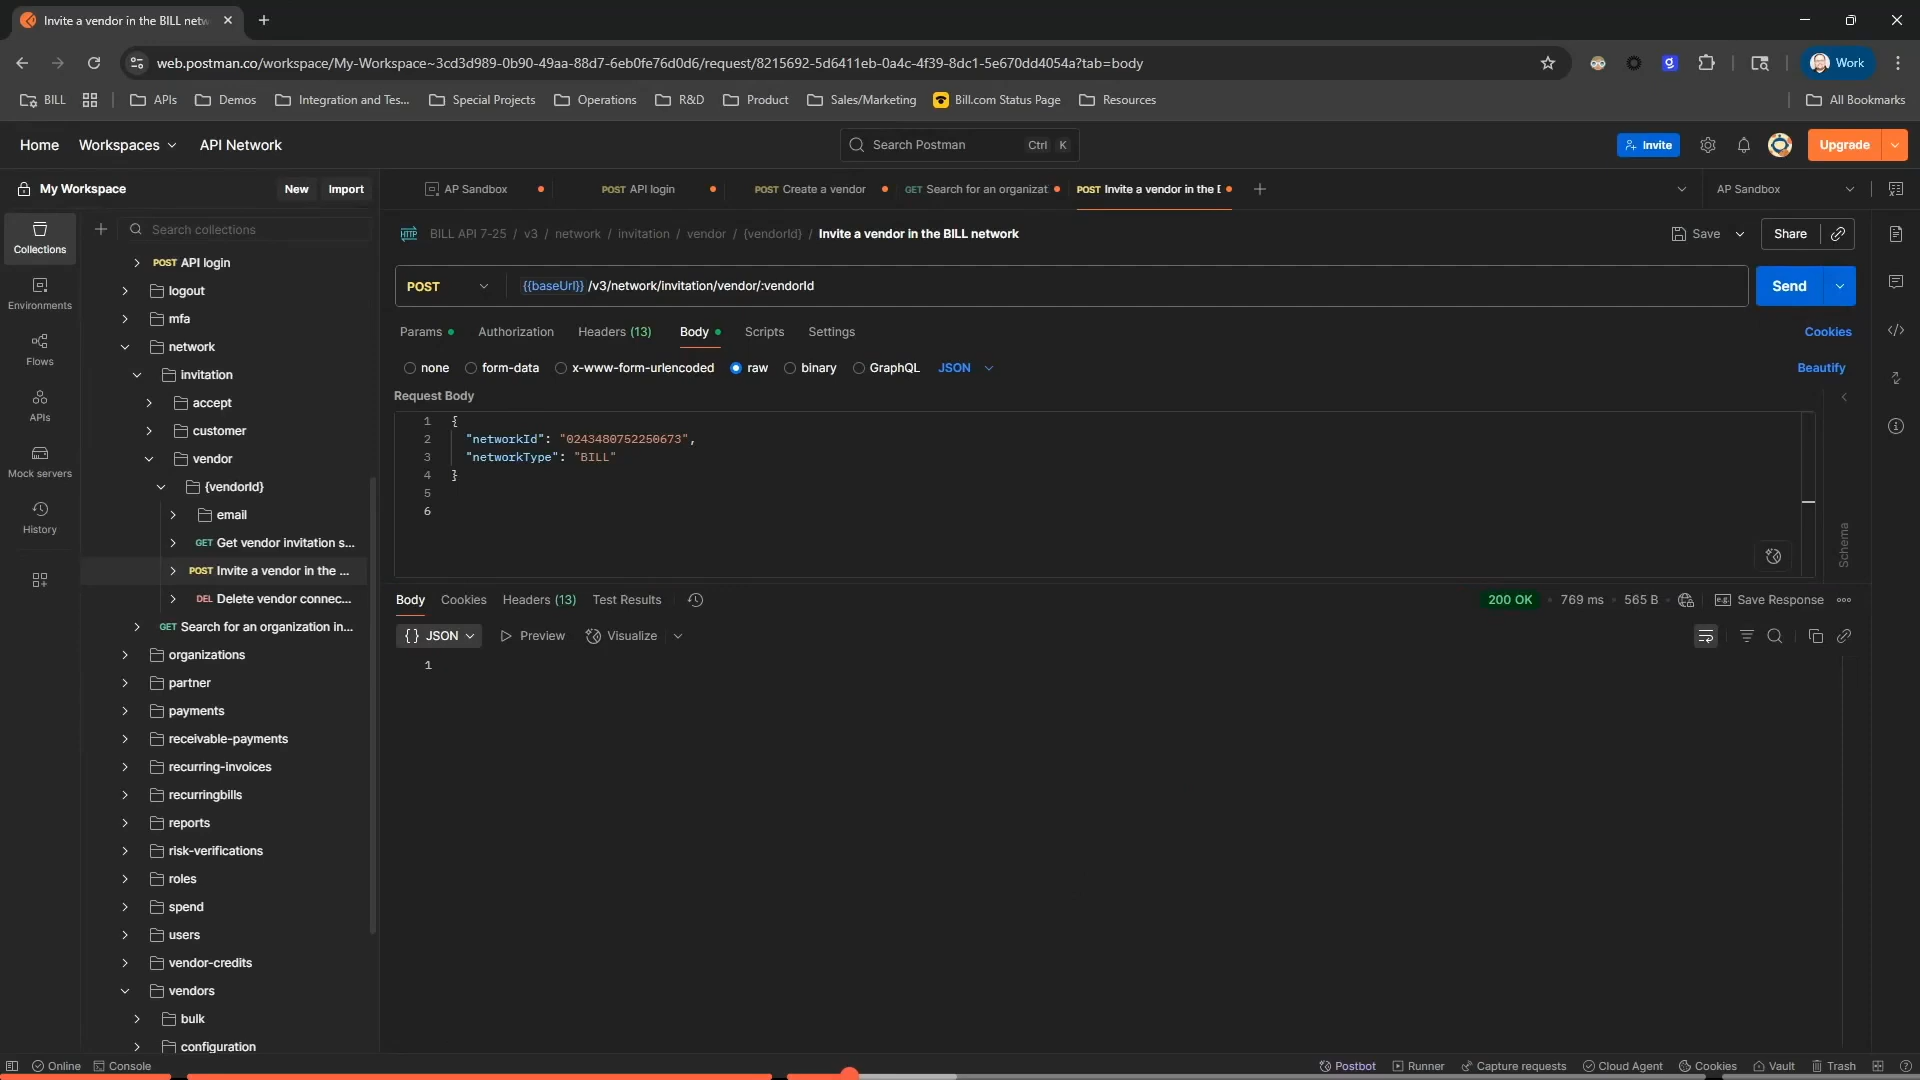 Invite a vendor in the BILL netw
web.postman.co/workspace/My-Workspace~3cd3d989-0b90-49aa-88d7-6eb0fe76d0d6/request/8215692-5d6411eb-0a4c-4f39-8dc1-5e670dd4054a?tab=body
Work
BILL
APIs
Demos
Integration and Tes...
Special Projects
Operations
R&D
Product
Sales/Marketing
Bill.com Status Page
Resources
All Bookmarks
Home
Workspaces
API Network
Search Postman
Ctrl K
Invite
Upgrade
My Workspace
New
Import
AP Sandbox
POST API login
POST Create a vendor
GET Search for an organizat
POST Invite a vendor in the E
AP Sandbox
Collections
Environments
Flows
APIs
Mock servers
History
Search collections
POST API login
logout
mfa
network
invitation
accept
customer
vendor
{vendorId}
email
GET Get vendor invitation s...
POST Invite a vendor in the ...
DEL Delete vendor connec...
GET Search for an organization in...
organizations
partner
payments
receivable-payments
recurring-invoices
recurringbills
reports
risk-verifications
roles
spend
users
vendor-credits
vendors
bulk
configuration
HTTP BILL API 7-25 / v3 / network / invitation / vendor / {vendorId} / Invite a vendor in the BILL network
Save
Share
POST
{{baseUrl}} /v3/network/invitation/vendor/:vendorId
Send
Params
Authorization
Headers (13)
Body
Scripts
Settings
Cookies
none
form-data
x-www-form-urlencoded
raw
binary
GraphQL
JSON
Beautify
Request Body
1 {
2 "networkId": "0243480752250673",
3 "networkType": "BILL"
4 }
5
6
Schema
Body
Cookies
Headers (13)
Test Results
200 OK
769 ms
565 B
e.g. Save Response
{} JSON
Preview
Visualize
1
Online
Console
Postbot
Runner
Capture requests
Cloud Agent
Cookies
Vault
Trash